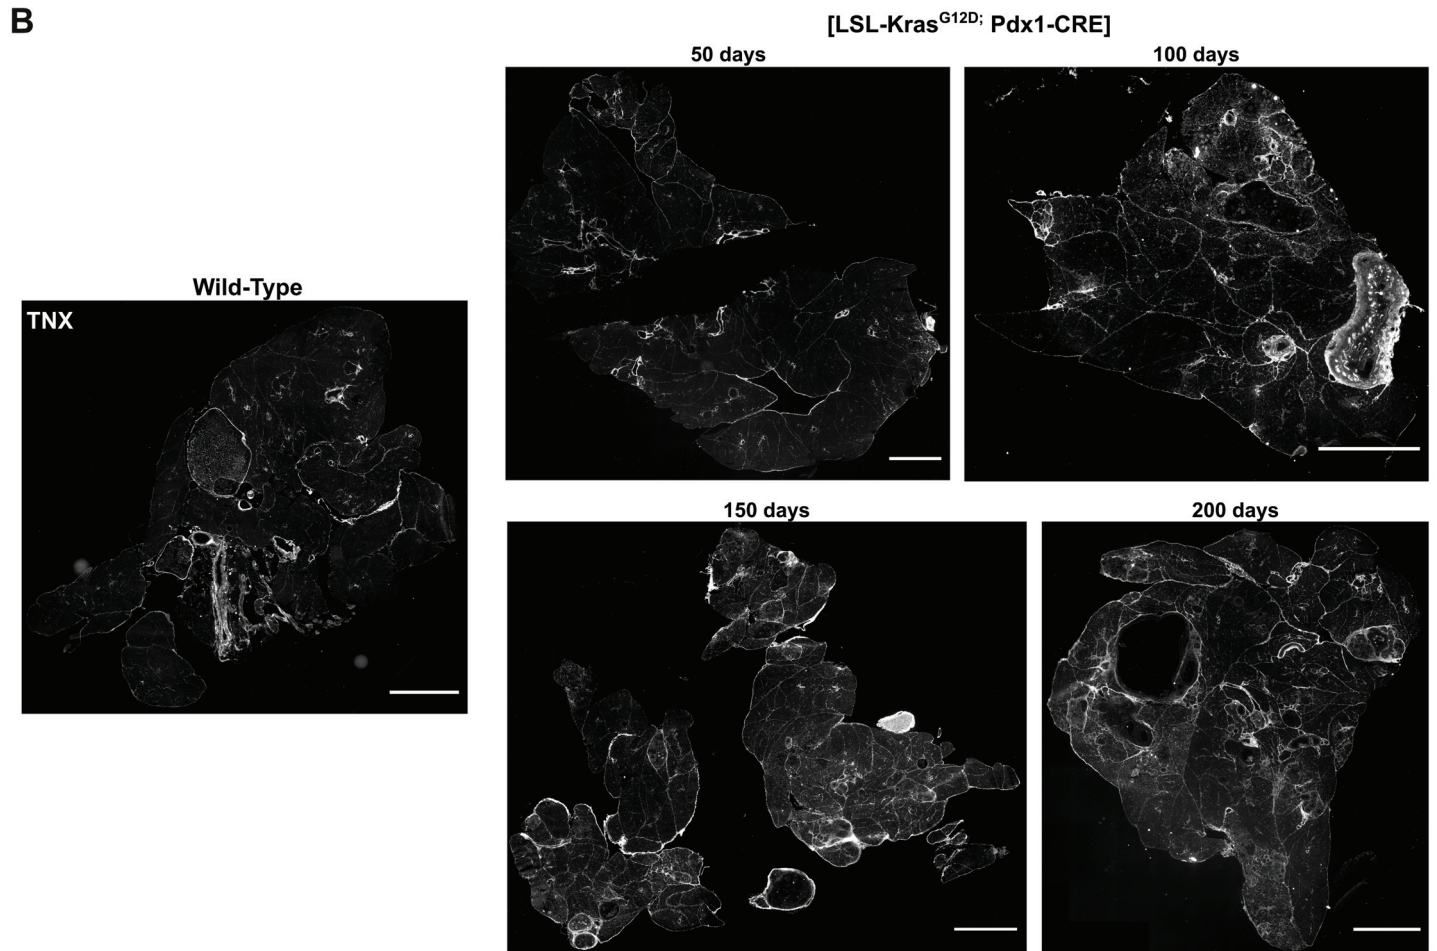 B
[LSL-KrasG12D; Pdx1-CRE]
50 days
100 days
Wild-Type
TNX
150 days
200 days